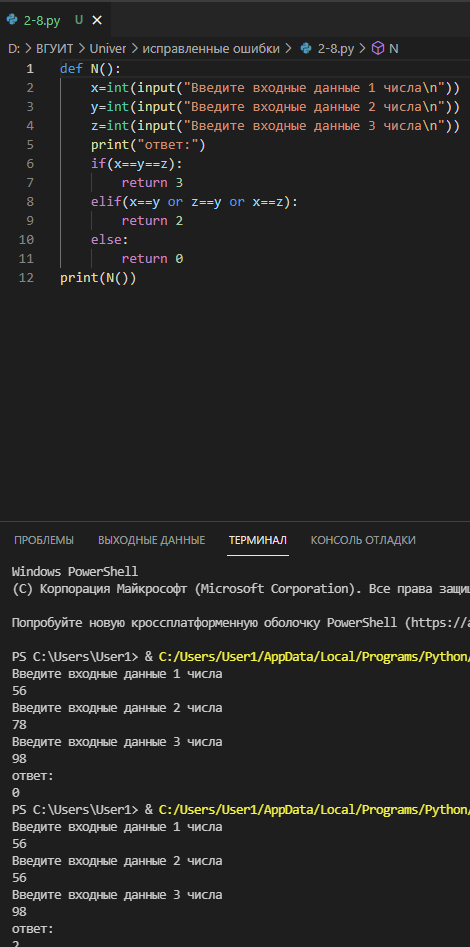 2-8.py U ×
D: > ВГУИТ > Univer > исправленные ошибки > 2-8.py > N
1 def N():
2 x=int(input("Введите входные данные 1 числа\n"))
3 y=int(input("Введите входные данные 2 числа\n"))
4 z=int(input("Введите входные данные 3 числа\n"))
5 print("ответ:")
6 if(x==y==z):
7 return 3
8 elif(x==y or z==y or x==z):
9 return 2
10 else:
11 return 0
12 print(N())
ПРОБЛЕМЫ ВЫХОДНЫЕ ДАННЫЕ ТЕРМИНАЛ КОНСОЛЬ ОТЛАДКИ
Windows PowerShell
(C) Корпорация Майкрософт (Microsoft Corporation). Все права
Попробуйте новую кроссплатформенную оболочку PowerShell (https://
PS C:\Users\User1> & C:/Users/User1/AppData/Local/Programs/Python/
Введите входные данные 1 числа
56
Введите входные данные 2 числа
78
Введите входные данные 3 числа
98
ответ:
0
PS C:\Users\User1> & C:/Users/User1/AppData/Local/Programs/Python/
Введите входные данные 1 числа
56
Введите входные данные 2 числа
56
Введите входные данные 3 числа
98
ответ:
2